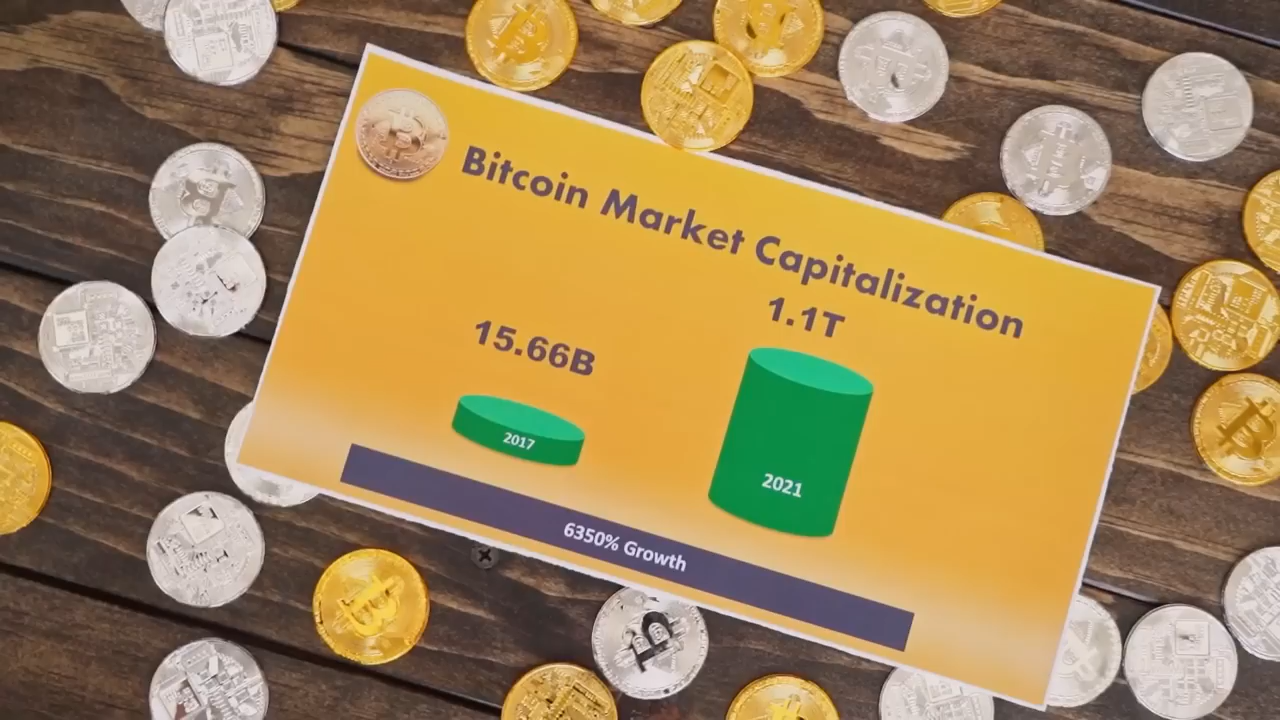 Bitcoin Market Capitalization
1.1T
15.66B
2017
2021
6350% Growth